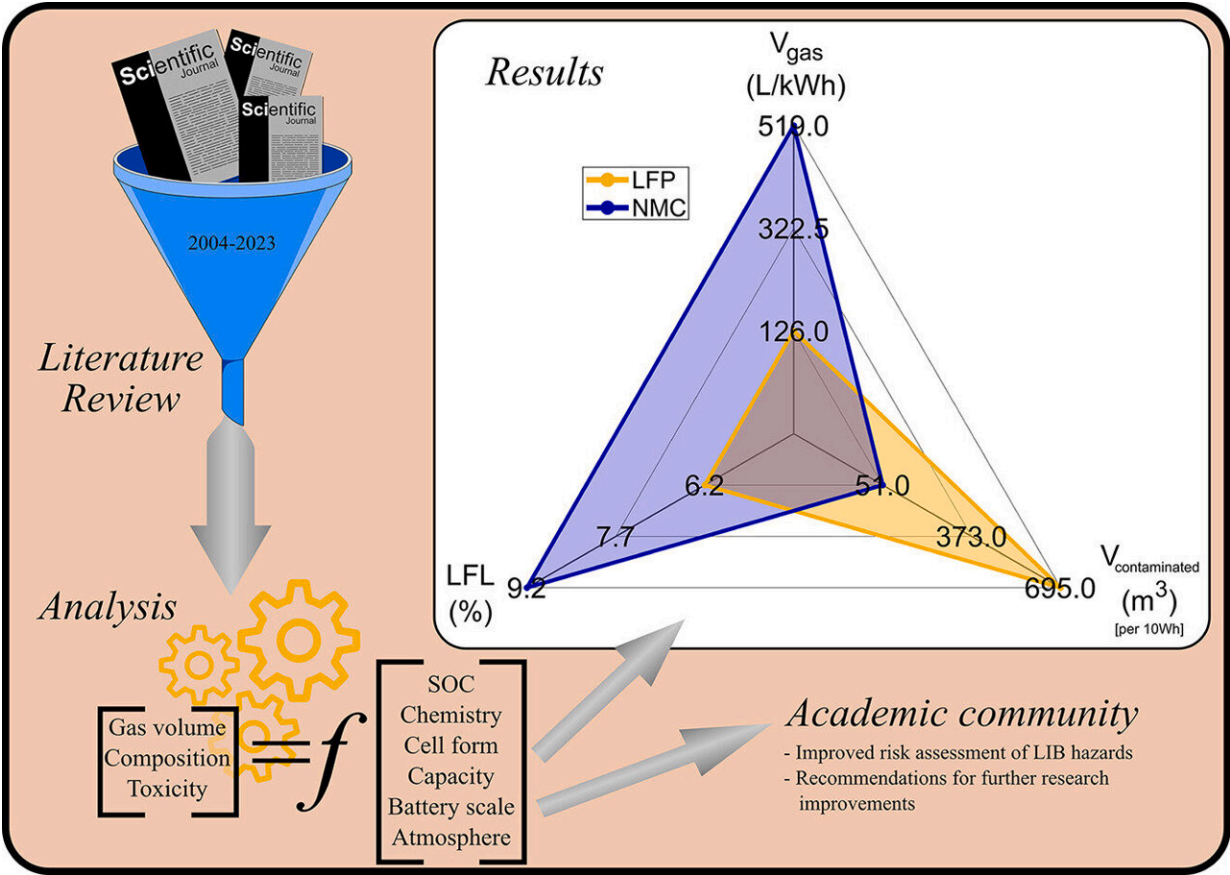 Scientific
Journal
Scientific
Journal
Scientific
Journal
2004-2023
Literature
Review
Analysis
Gas volume
Composition
Toxicity
= f
SOC
Chemistry
Cell form
Capacity
Battery scale
Atmosphere
Results
LFP
NMC
V_gas
(L/kWh)
519.0
322.5
126.0
6.2
7.7
9.2
LFL
(%)
51.0
373.0
695.0
V_contaminated
(m³)
[per 10Wh]
Academic community
- Improved risk assessment of LIB hazards
- Recommendations for further research
improvements